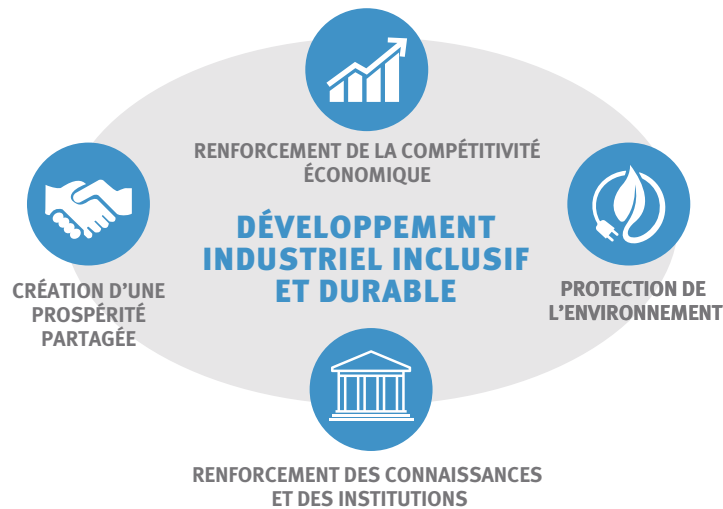 RENFORCEMENT DE LA COMPÉTITIVITÉ
ÉCONOMIQUE
DÉVELOPPEMENT
INDUSTRIEL INCLUSIF
ET DURABLE
CRÉATION D’UNE
PROSPÉRITÉ
PARTAGÉE
PROTECTION DE
L’ENVIRONNEMENT
RENFORCEMENT DES CONNAISSANCES
ET DES INSTITUTIONS